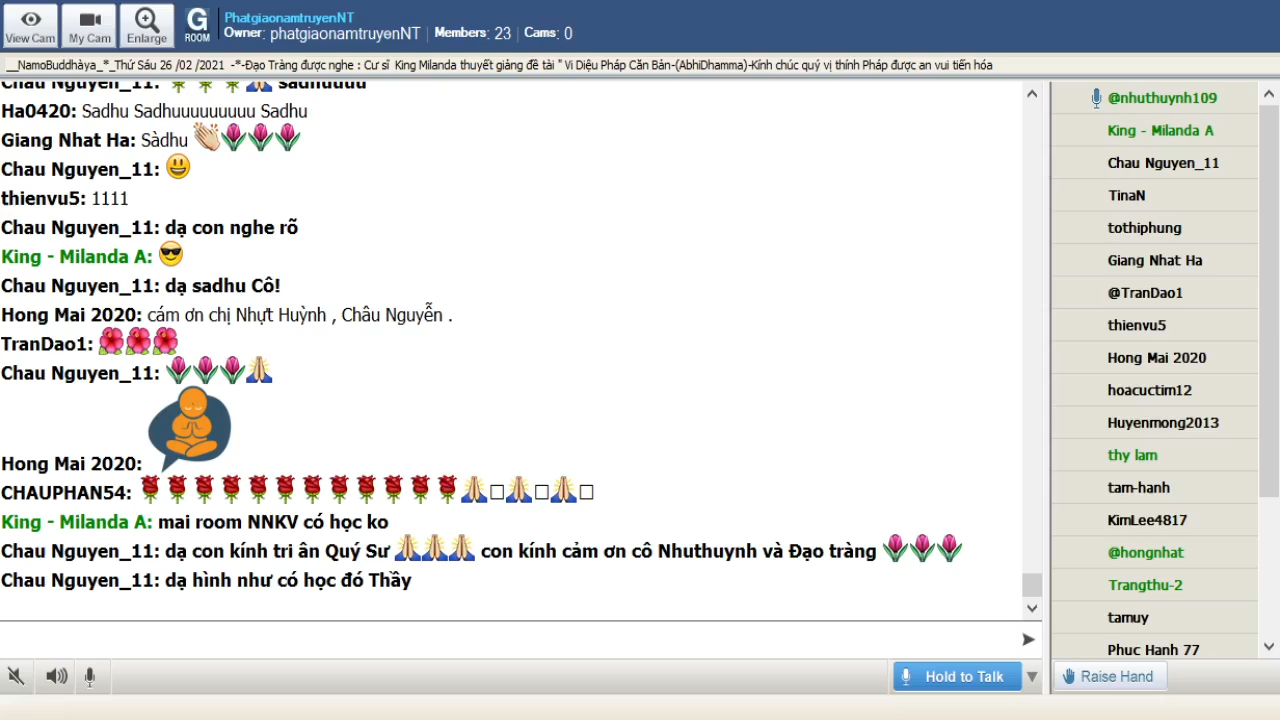 View Cam
My Cam
Enlarge
G
ROOM
PhatgiaonamtruyenNT
Owner: phatgiaonamtruyenNT | Members: 23 | Cams: 0
__NamoBuddhàya_*_Thứ Sáu 26 /02 /2021 -*-Đạo Tràng được nghe : Cư sĩ King Milanda thuyết giảng đề tài " Vi Diệu Pháp Căn Bản-(AbhiDhamma)-Kính chúc quý vị thính Pháp được an vui tiến hóa
Chau Nguyen_11: 🌹🌹🌹🙏 sadhuuuu
Ha0420: Sadhu Sadhuuuuuuuuu Sadhu
Giang Nhat Ha: Sàdhu 👏🌷🌷🌷
Chau Nguyen_11: 😃
thienvu5: 1111
Chau Nguyen_11: dạ con nghe rõ
King - Milanda A: 😎
Chau Nguyen_11: dạ sadhu Cô!
Hong Mai 2020: cám ơn chị Nhựt Huỳnh , Châu Nguyễn .
TranDao1: 🌺🌺🌺
Chau Nguyen_11: 🌷🌷🌷🙏
Hong Mai 2020:
CHAUPHAN54: 🌹🌹🌹🌹🌹🌹🌹🌹🌹🌹🌹🌹🙏□🙏□🙏□
King - Milanda A: mai room NNKV có học ko
Chau Nguyen_11: dạ con kính tri ân Quý Sư 🙏🙏🙏 con kính cảm ơn cô Nhuthuynh và Đạo tràng 🌷🌷🌷
Chau Nguyen_11: dạ hình như có học đó Thầy
@nhuthuynh109
King - Milanda A
Chau Nguyen_11
TinaN
tothiphung
Giang Nhat Ha
@TranDao1
thienvu5
Hong Mai 2020
hoacuctim12
Huyenmong2013
thy lam
tam-hanh
KimLee4817
@hongnhat
Trangthu-2
tamuy
Phuc Hanh 77
Hold to Talk
Raise Hand